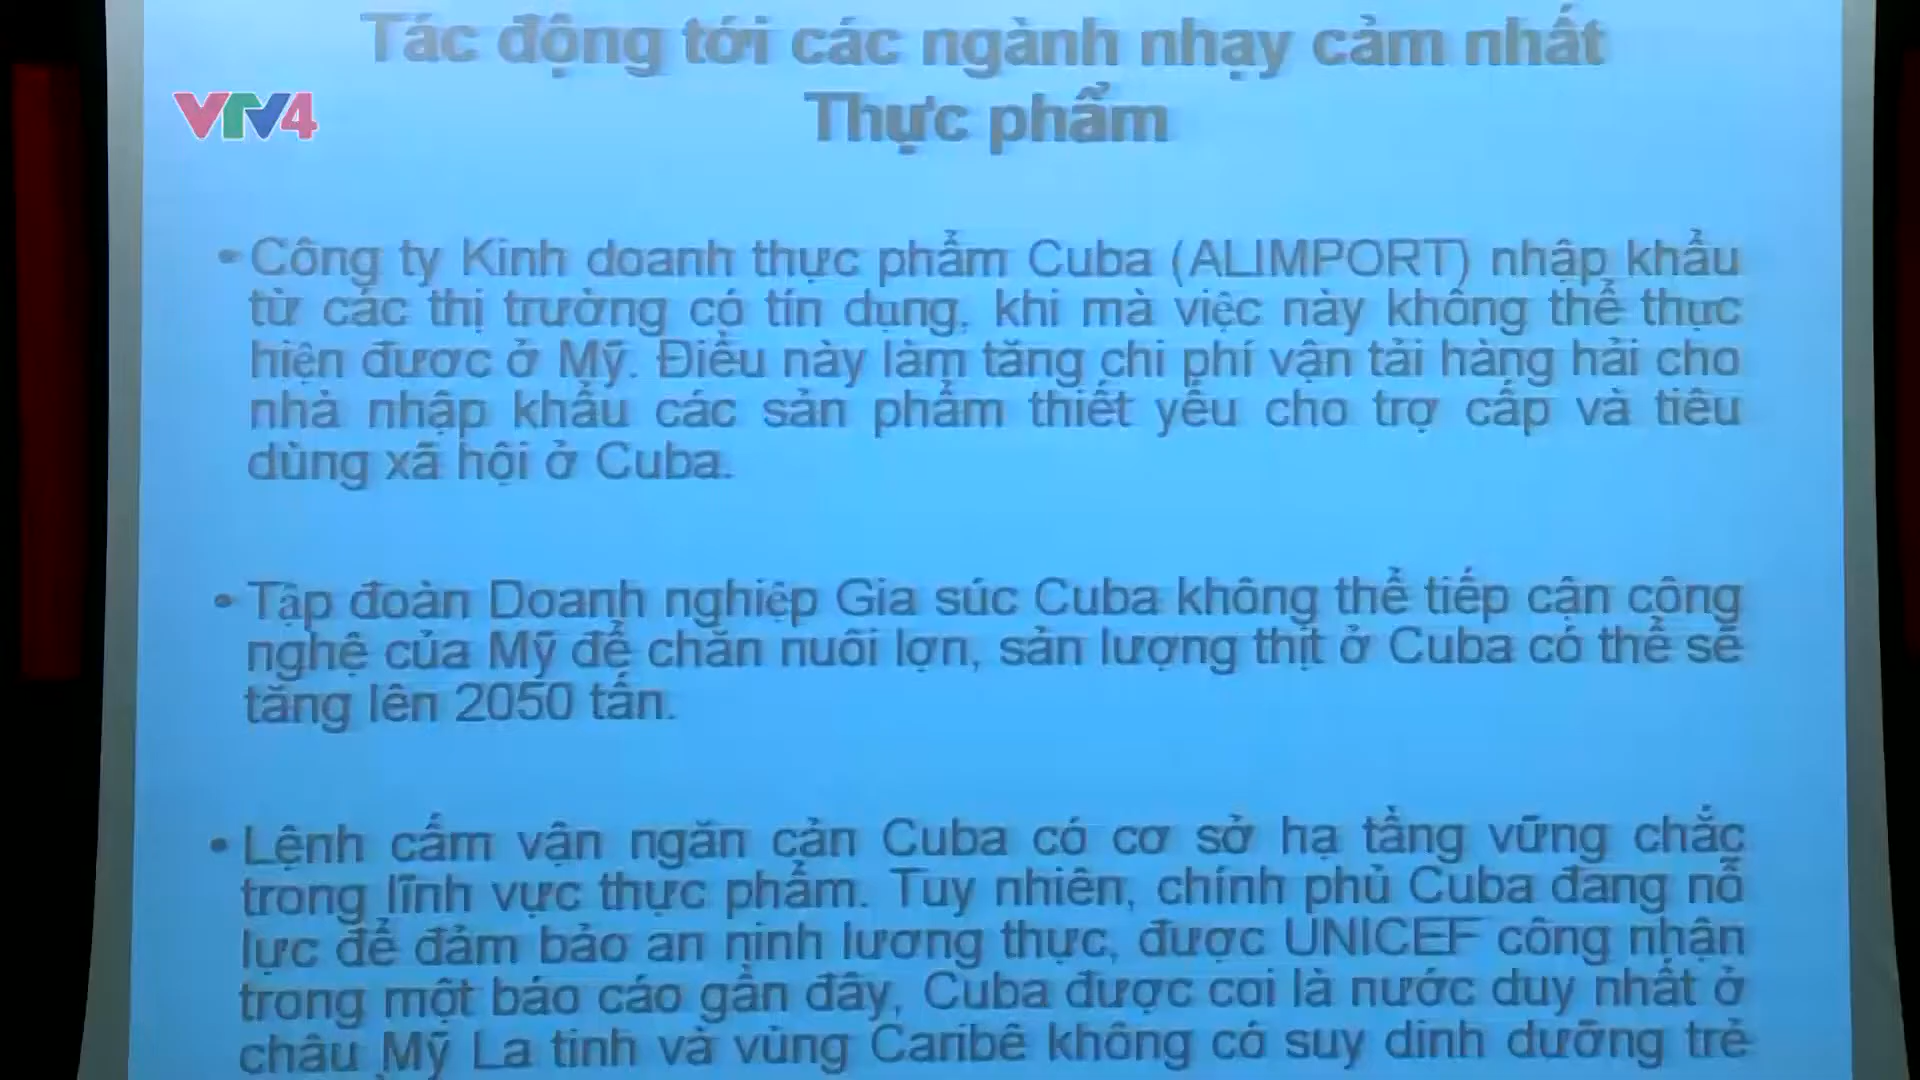 Tác động tới các ngành nhạy cảm nhất
Thực phẩm
VTV4
• Công ty Kinh doanh thực phẩm Cuba (ALIMPORT) nhập khẩu
từ các thị trường có tín dụng, khi mà việc này không thể thực
hiện được ở Mỹ. Điều này làm tăng chi phí vận tải hàng hải cho
nhà nhập khẩu các sản phẩm thiết yếu cho trợ cấp và tiêu
dùng xã hội ở Cuba.
• Tập đoàn Doanh nghiệp Gia súc Cuba không thể tiếp cận công
nghệ của Mỹ để chăn nuôi lợn, sản lượng thịt ở Cuba có thể sẽ
tăng lên 2050 tấn.
• Lệnh cấm vận ngăn cản Cuba có cơ sở hạ tầng vững chắc
trong lĩnh vực thực phẩm. Tuy nhiên, chính phủ Cuba đang nỗ
lực để đảm bảo an ninh lương thực, được UNICEF công nhận
trong một báo cáo gần đây, Cuba được coi là nước duy nhất ở
châu Mỹ La tinh và vùng Caribê không có suy dinh dưỡng trẻ